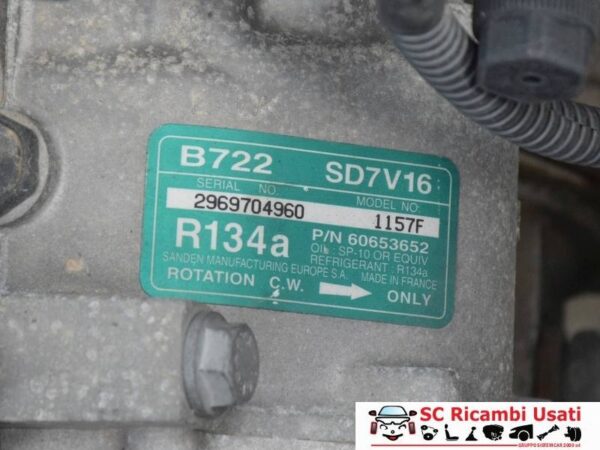 B722 SD7V16
SERIAL NO. MODEL NO
2969704960 1157F
R134a P/N 60653652
OIL : SP-10 OR EQUIV
REFRIGERANT : R134a
SANDEN MANUFACTURING EUROPE S.A. MADE IN FRANCE
ROTATION C.W. ONLY
SC Ricambi Usati